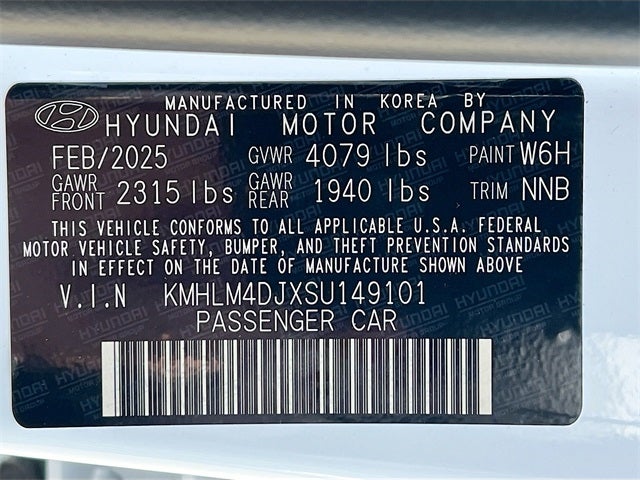 MANUFACTURED IN KOREA BY
HYUNDAI MOTOR COMPANY
FEB/2025 GVWR 4079 lbs PAINT W6H
GAWR FRONT 2315 lbs GAWR REAR 1940 lbs TRIM NNB
THIS VEHICLE CONFORMS TO ALL APPLICABLE U.S.A. FEDERAL
MOTOR VEHICLE SAFETY, BUMPER, AND THEFT PREVENTION STANDARDS
IN EFFECT ON THE DATE OF MANUFACTURE SHOWN ABOVE
V.I.N KMHLM4DJXSU149101
PASSENGER CAR